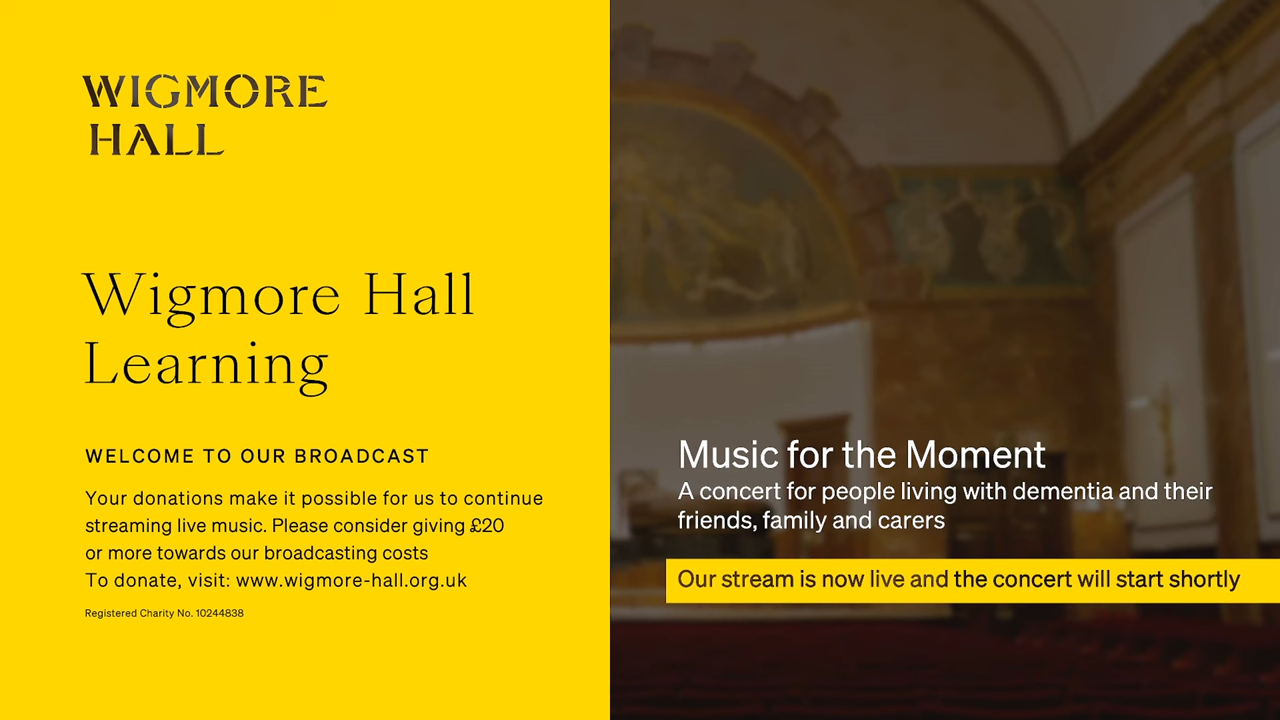 WIGMORE
HALL
Wigmore Hall
Learning
WELCOME TO OUR BROADCAST
Your donations make it possible for us to continue
streaming live music. Please consider giving £20
or more towards our broadcasting costs
To donate, visit: www.wigmore-hall.org.uk
Registered Charity No. 10244838
Music for the Moment
A concert for people living with dementia and their
friends, family and carers
Our stream is now live and the concert will start shortly